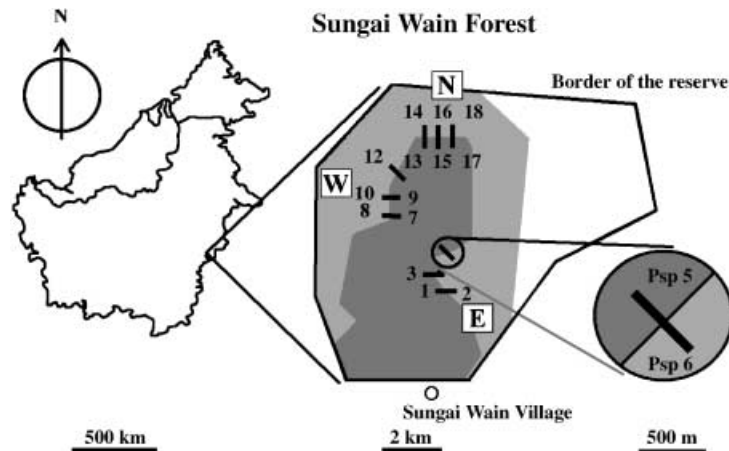 N
Sungai Wain Forest
Border of the reserve
N
14 16 18
12 13 15 17
W
10 9
8 7
3
1 2
E
Psp 5
Psp 6
Sungai Wain Village
500 km
2 km
500 m